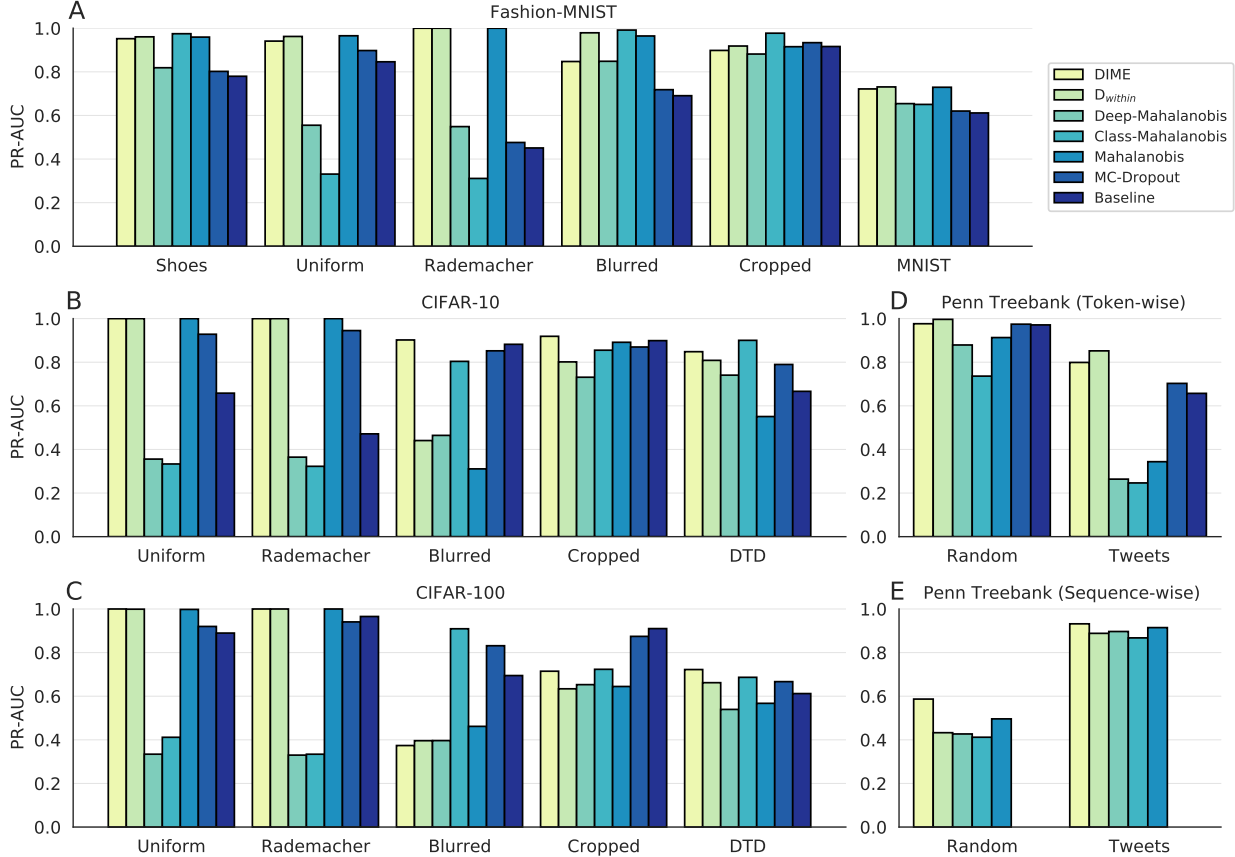 A
Fashion-MNIST
PR-AUC
1.0
0.8
0.6
0.4
0.2
0.0
Shoes
Uniform
Rademacher
Blurred
Cropped
MNIST
DIME
Dwithin
Deep-Mahalanobis
Class-Mahalanobis
Mahalanobis
MC-Dropout
Baseline
B
CIFAR-10
PR-AUC
1.0
0.8
0.6
0.4
0.2
0.0
Uniform
Rademacher
Blurred
Cropped
DTD
D
Penn Treebank (Token-wise)
1.0
0.8
0.6
0.4
0.2
0.0
Random
Tweets
C
CIFAR-100
PR-AUC
1.0
0.8
0.6
0.4
0.2
0.0
Uniform
Rademacher
Blurred
Cropped
DTD
E
Penn Treebank (Sequence-wise)
1.0
0.8
0.6
0.4
0.2
0.0
Random
Tweets